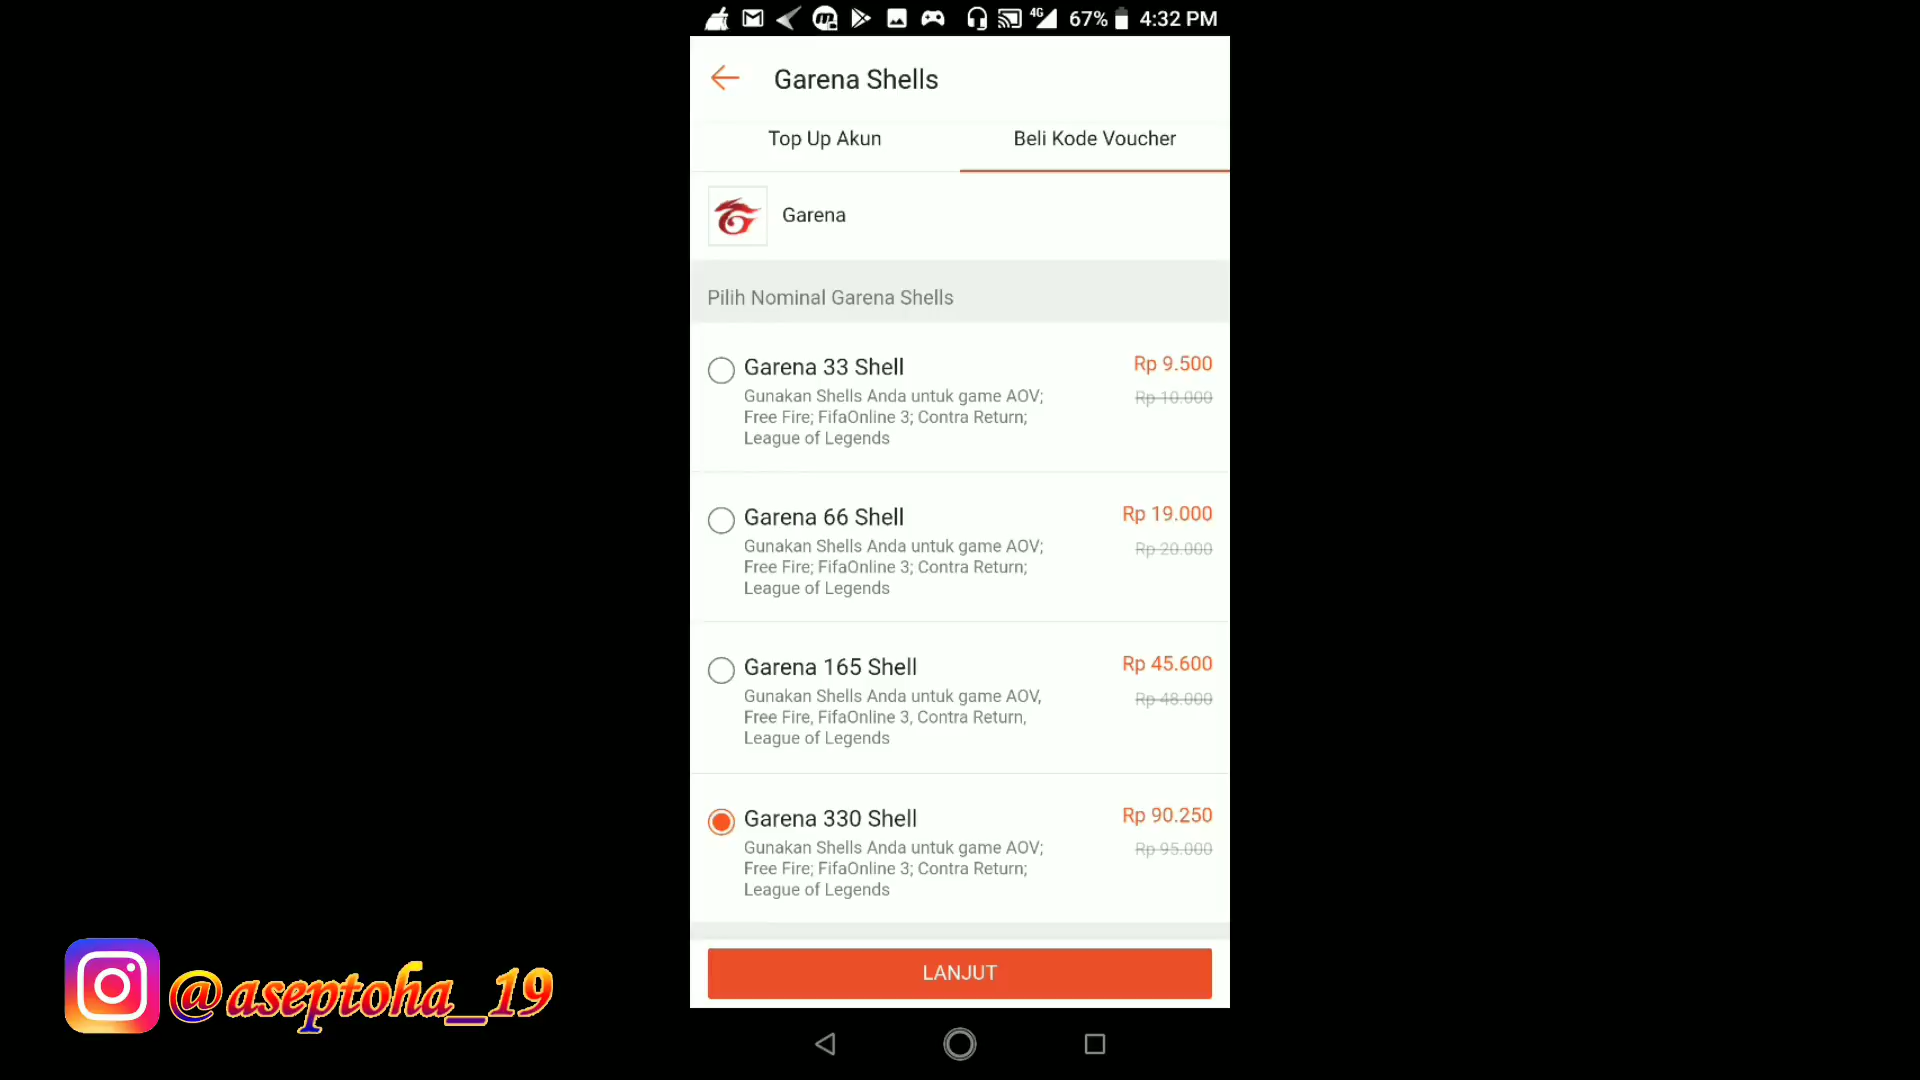 4G 67% 4:32 PM
Garena Shells
Top Up Akun
Beli Kode Voucher
Garena
Pilih Nominal Garena Shells
Garena 33 Shell
Rp 9.500
Gunakan Shells Anda untuk game AOV;
Rp 10.000
Free Fire; FifaOnline 3; Contra Return;
League of Legends
Garena 66 Shell
Rp 19.000
Gunakan Shells Anda untuk game AOV;
Rp 20.000
Free Fire; FifaOnline 3; Contra Return;
League of Legends
Garena 165 Shell
Rp 45.600
Gunakan Shells Anda untuk game AOV,
Rp 48.000
Free Fire, FifaOnline 3, Contra Return,
League of Legends
Garena 330 Shell
Rp 90.250
Gunakan Shells Anda untuk game AOV;
Rp 95.000
Free Fire; FifaOnline 3; Contra Return;
League of Legends
LANJUT
@aseptoha_19